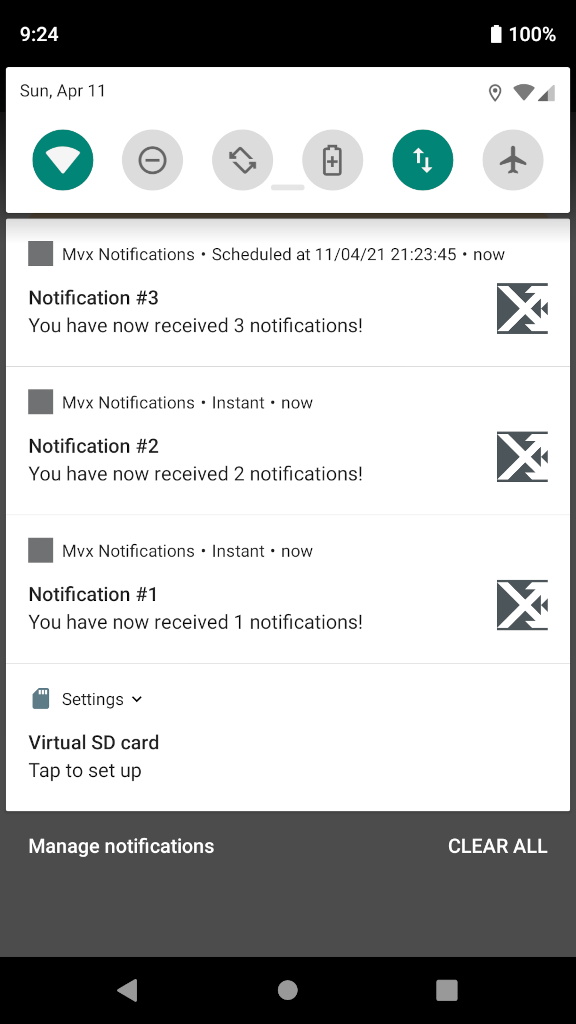 9:24
100%
Sun, Apr 11
Mvx Notifications • Scheduled at 11/04/21 21:23:45 • now
Notification #3
You have now received 3 notifications!
Mvx Notifications • Instant • now
Notification #2
You have now received 2 notifications!
Mvx Notifications • Instant • now
Notification #1
You have now received 1 notifications!
Settings
Virtual SD card
Tap to set up
Manage notifications
CLEAR ALL